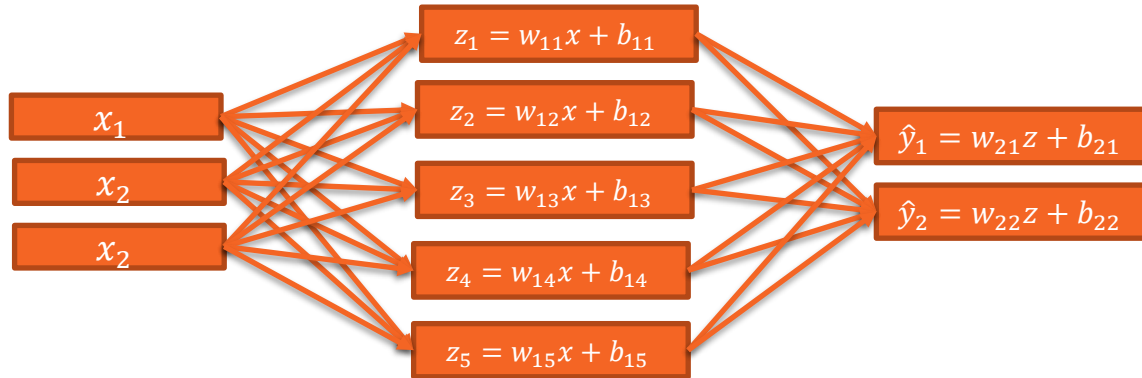 x₁
x₂
x₂
z₁ = w₁₁x + b₁₁
z₂ = w₁₂x + b₁₂
z₃ = w₁₃x + b₁₃
z₄ = w₁₄x + b₁₄
z₅ = w₁₅x + b₁₅
ŷ₁ = w₂₁z + b₂₁
ŷ₂ = w₂₂z + b₂₂